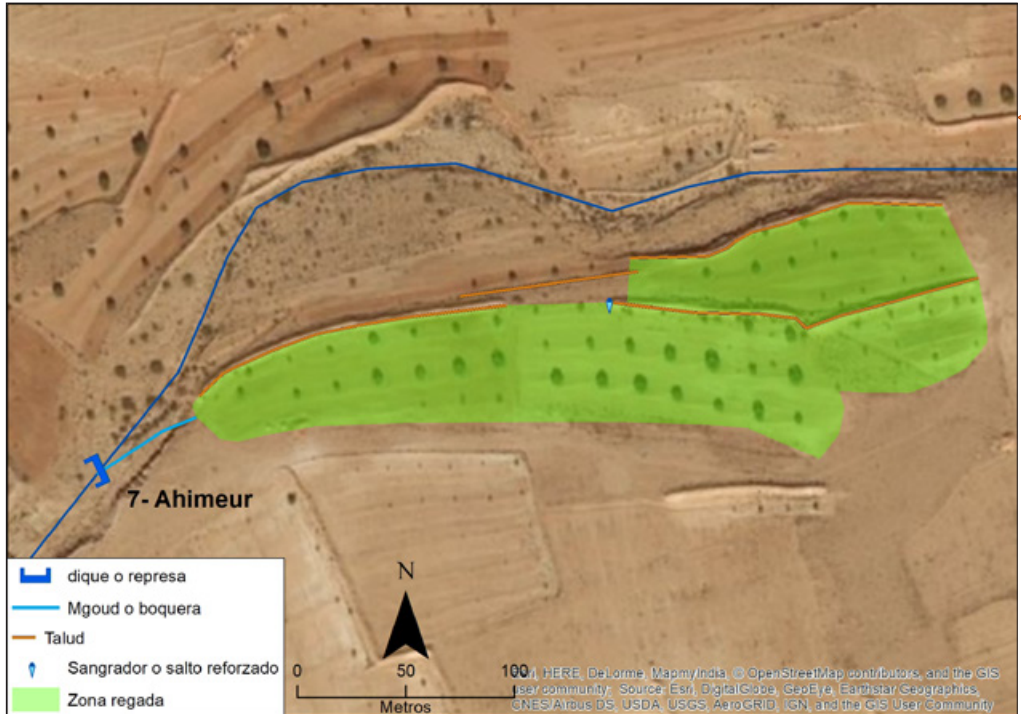 7- Ahimeur
dique o represa
Mgoud o boquera
Talud
Sangrador o salto reforzado
Zona regada
N
0 50 100
Metros
HERE, DeLorme, MapmyIndia, © OpenStreetMap contributors, and the GIS
user community; Source: Esri, DigitalGlobe, GeoEye, Earthstar Geographics,
CNES/Airbus DS, USDA, USGS, AeroGRID, IGN, and the GIS User Community